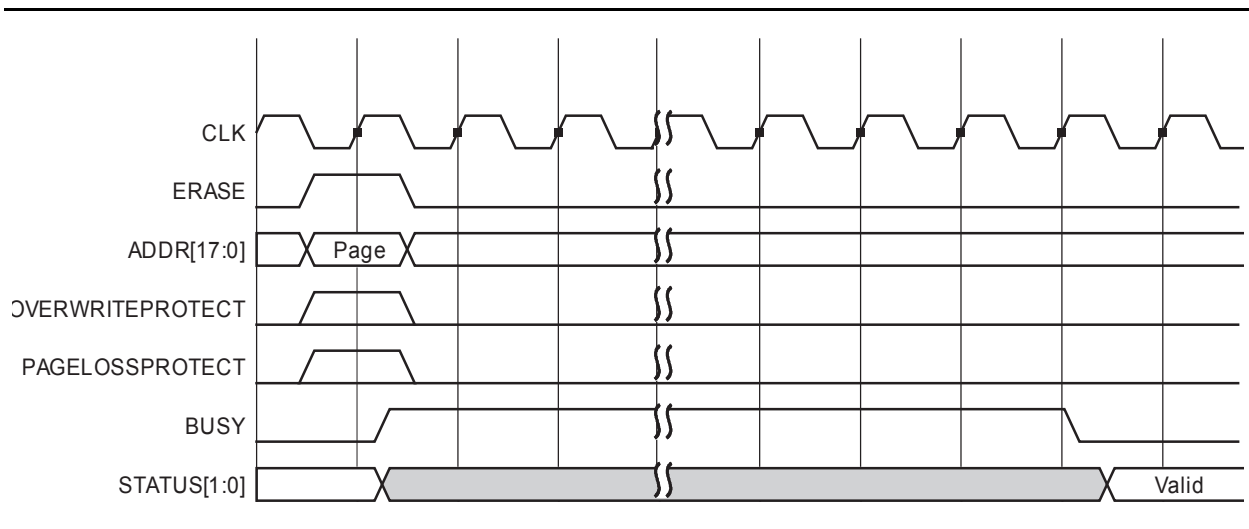 CLK
ERASE
ADDR[17:0] Page
OVERWRITEPROTECT
PAGELOSSPROTECT
BUSY
STATUS[1:0] Valid